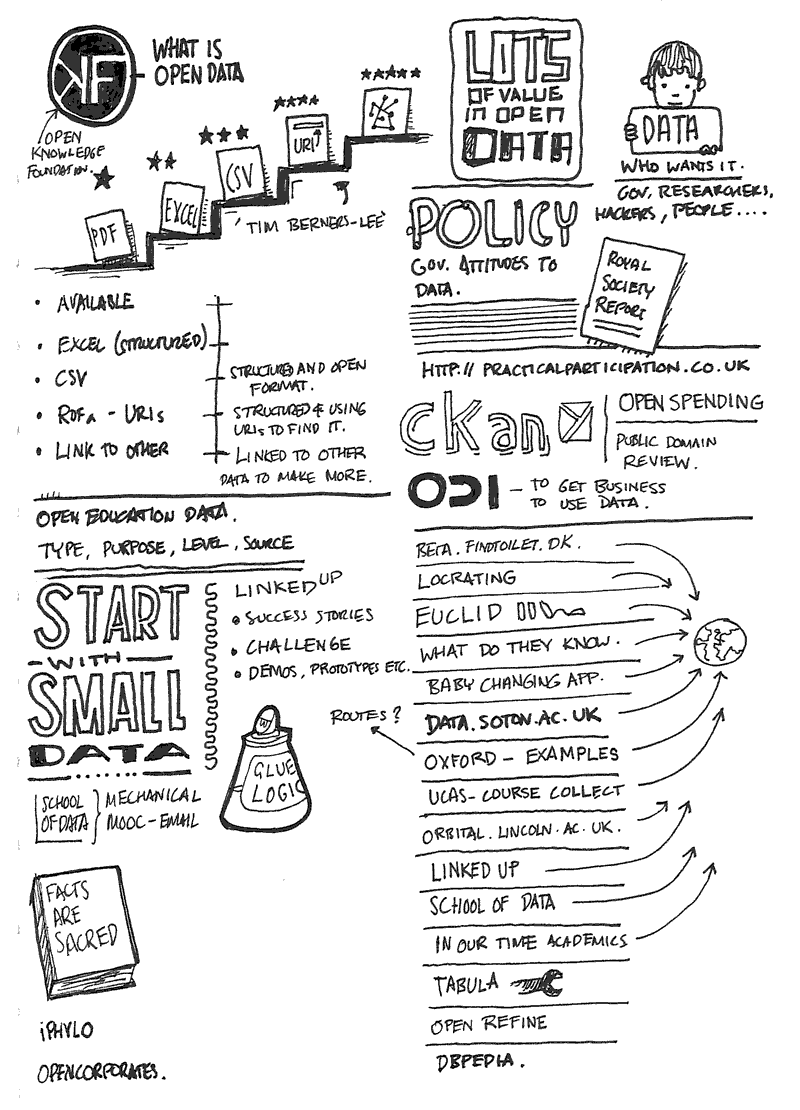 KF
WHAT IS
OPEN DATA
OPEN
KNOWLEDGE
FOUNDATION.
PDF
EXCEL
CSV
URI
'TIM BERNERS-LEE'
• AVAILABLE
• EXCEL (STRUCTURED)
• CSV
• RDFa - URIs
• LINK TO OTHER
STRUCTURED AND OPEN
FORMAT.
STRUCTURED & USING
URIs TO FIND IT.
LINKED TO OTHER
DATA TO MAKE MORE.
OPEN EDUCATION DATA.
TYPE, PURPOSE, LEVEL, SOURCE
START
-WITH-
SMALL
DATA
LINKEDUP
• SUCCESS STORIES
• CHALLENGE
• DEMOS, PROTOTYPES ETC.
GLUE
LOGIC
SCHOOL
OF DATA
MECHANICAL
MOOC-EMAIL
FACTS
ARE
SACRED
iPHYLO
OPENCORPORATES.
LOTS
OF VALUE
IN OPEN
DATA
DATA
WHO WANTS IT.
GOV, RESEARCHERS,
HACKERS, PEOPLE....
POLICY
GOV. ATTITUDES TO
DATA.
ROYAL
SOCIETY
REPORT
HTTP://PRACTICALPARTICIPATION.CO.UK
ckan
OPEN SPENDING
PUBLIC DOMAIN
REVIEW.
ODI - TO GET BUSINESS
TO USE DATA.
BETA.FINDTOILET.DK.
LOCRATING
EUCLID
WHAT DO THEY KNOW.
BABY CHANGING APP.
DATA.SOTON.AC.UK
ROUTES?
OXFORD - EXAMPLES
UCAS-COURSE COLLECT
ORBITAL.LINCOLN.AC.UK.
LINKED UP
SCHOOL OF DATA
IN OUR TIME ACADEMICS
TABULA
OPEN REFINE
DBPEDIA.